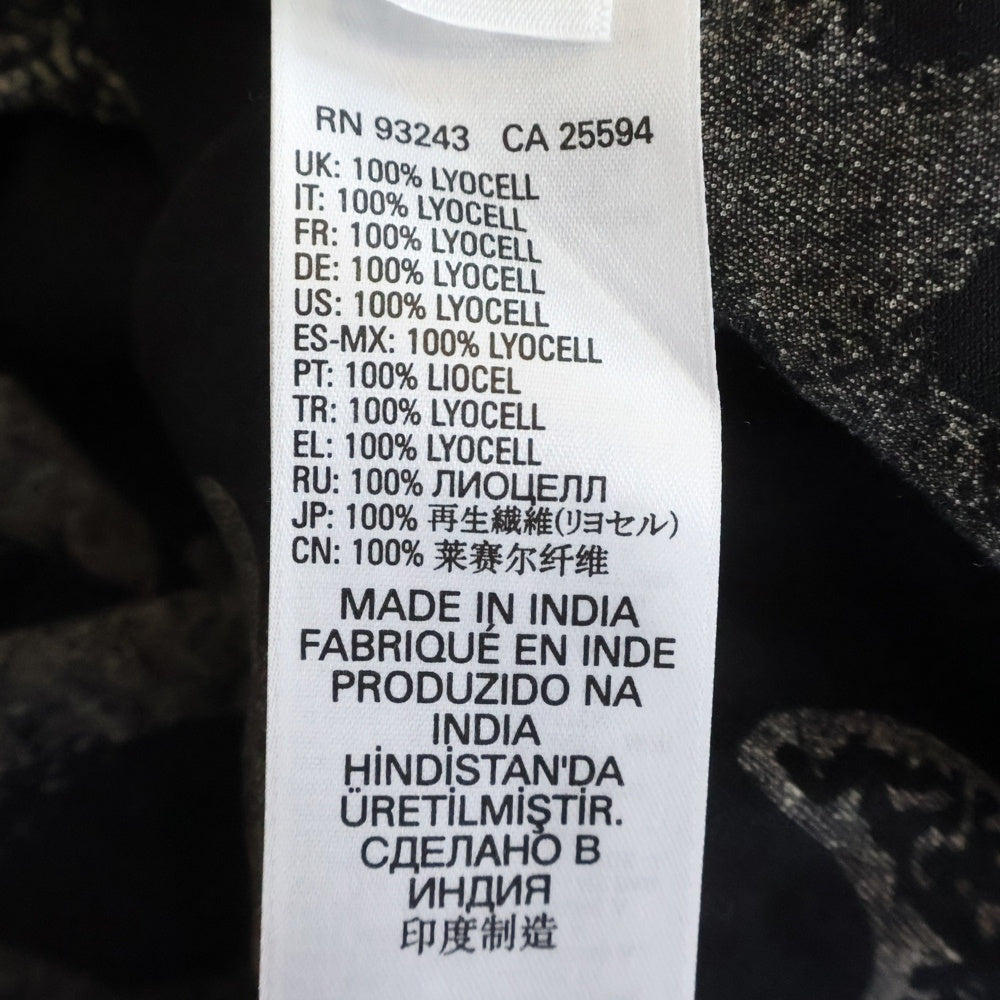 RN 93243 CA 25594
UK: 100% LYOCELL
IT: 100% LYOCELL
FR: 100% LYOCELL
DE: 100% LYOCELL
US: 100% LYOCELL
ES-MX: 100% LYOCELL
PT: 100% LIOCEL
TR: 100% LYOCELL
EL: 100% LYOCELL
RU: 100% ЛИОЦЕЛЛ
JP: 100% 再生繊維(リヨセル)
CN: 100% 莱赛尔纤维
MADE IN INDIA
FABRIQUÉ EN INDE
PRODUZIDO NA
INDIA
HİNDİSTAN'DA
ÜRETİLMİŞTİR.
СДЕЛАНО В
ИНДИЯ
印度制造